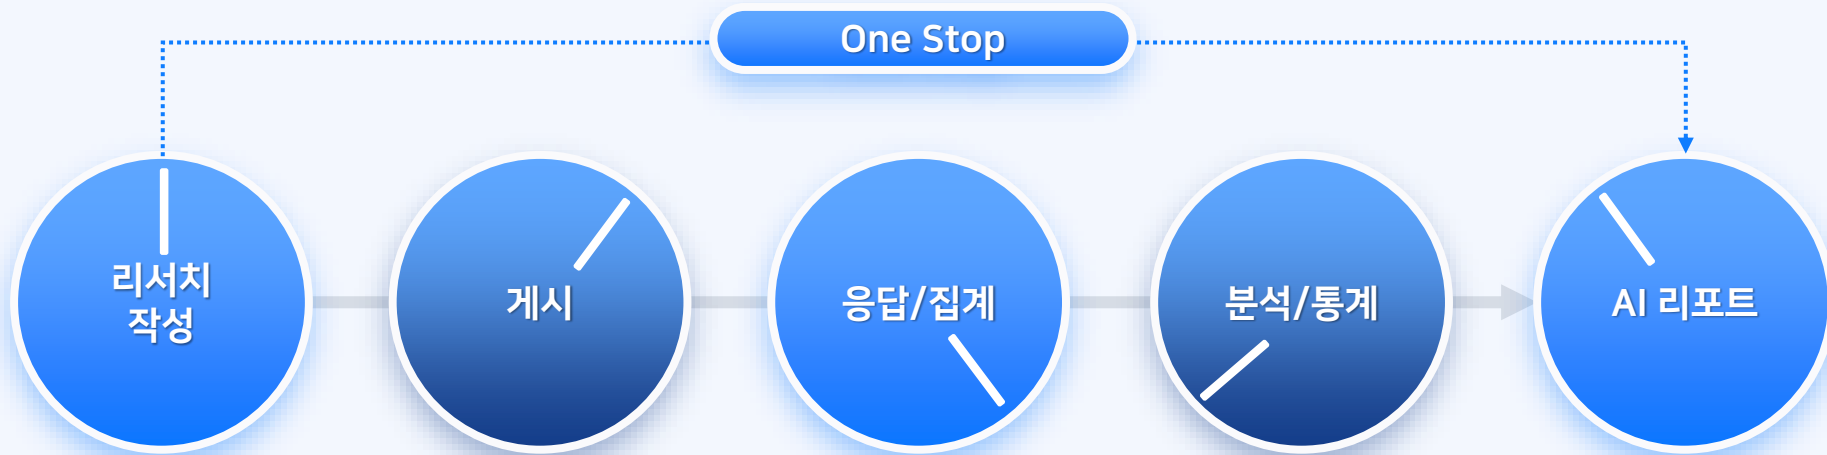 One Stop
리서치
작성
게시
응답/집계
분석/통계
AI 리포트